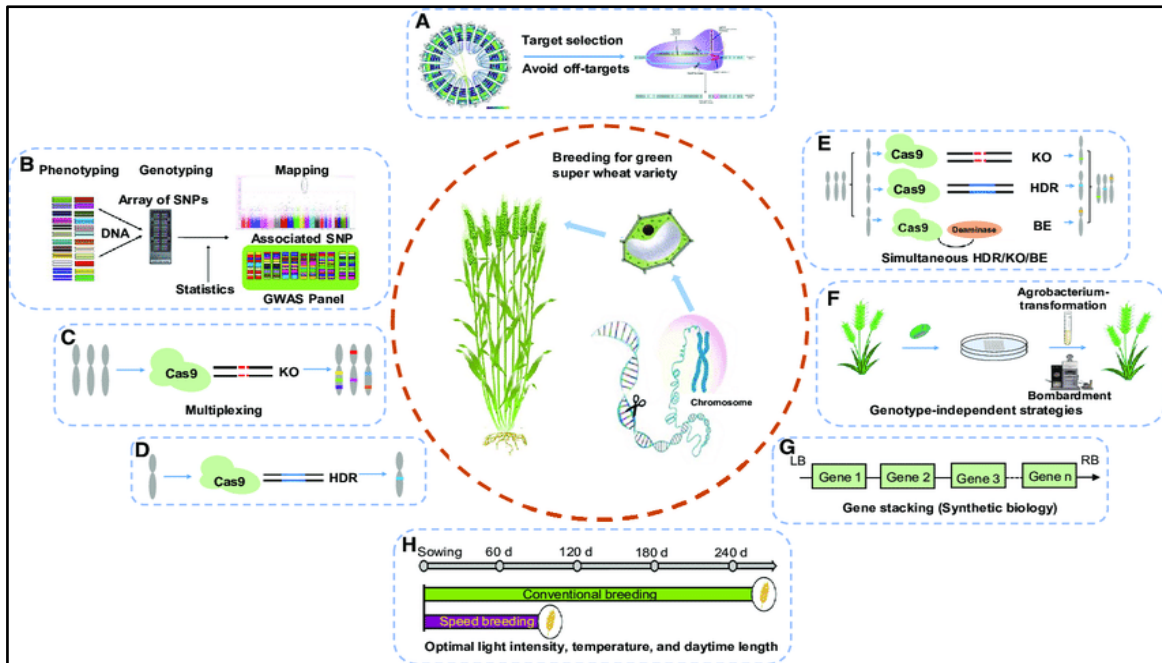 A
Target selection
Avoid off-targets
B
Phenotyping
Genotyping
Mapping
Array of SNPs
DNA
Associated SNP
Statistics
GWAS Panel
C
Cas9
KO
Multiplexing
D
Cas9
HDR
Breeding for green
super wheat variety
Chromosome
E
Cas9
KO
Cas9
HDR
Cas9
Deaminase
BE
Simultaneous HDR/KO/BE
F
Agrobacterium-
transformation
Bombardment
Genotype-independent strategies
G
LB
RB
Gene 1
Gene 2
Gene 3
Gene n
Gene stacking (Synthetic biology)
H
Sowing
60 d
120 d
180 d
240 d
Conventional breeding
Speed breeding
Optimal light intensity, temperature, and daytime length